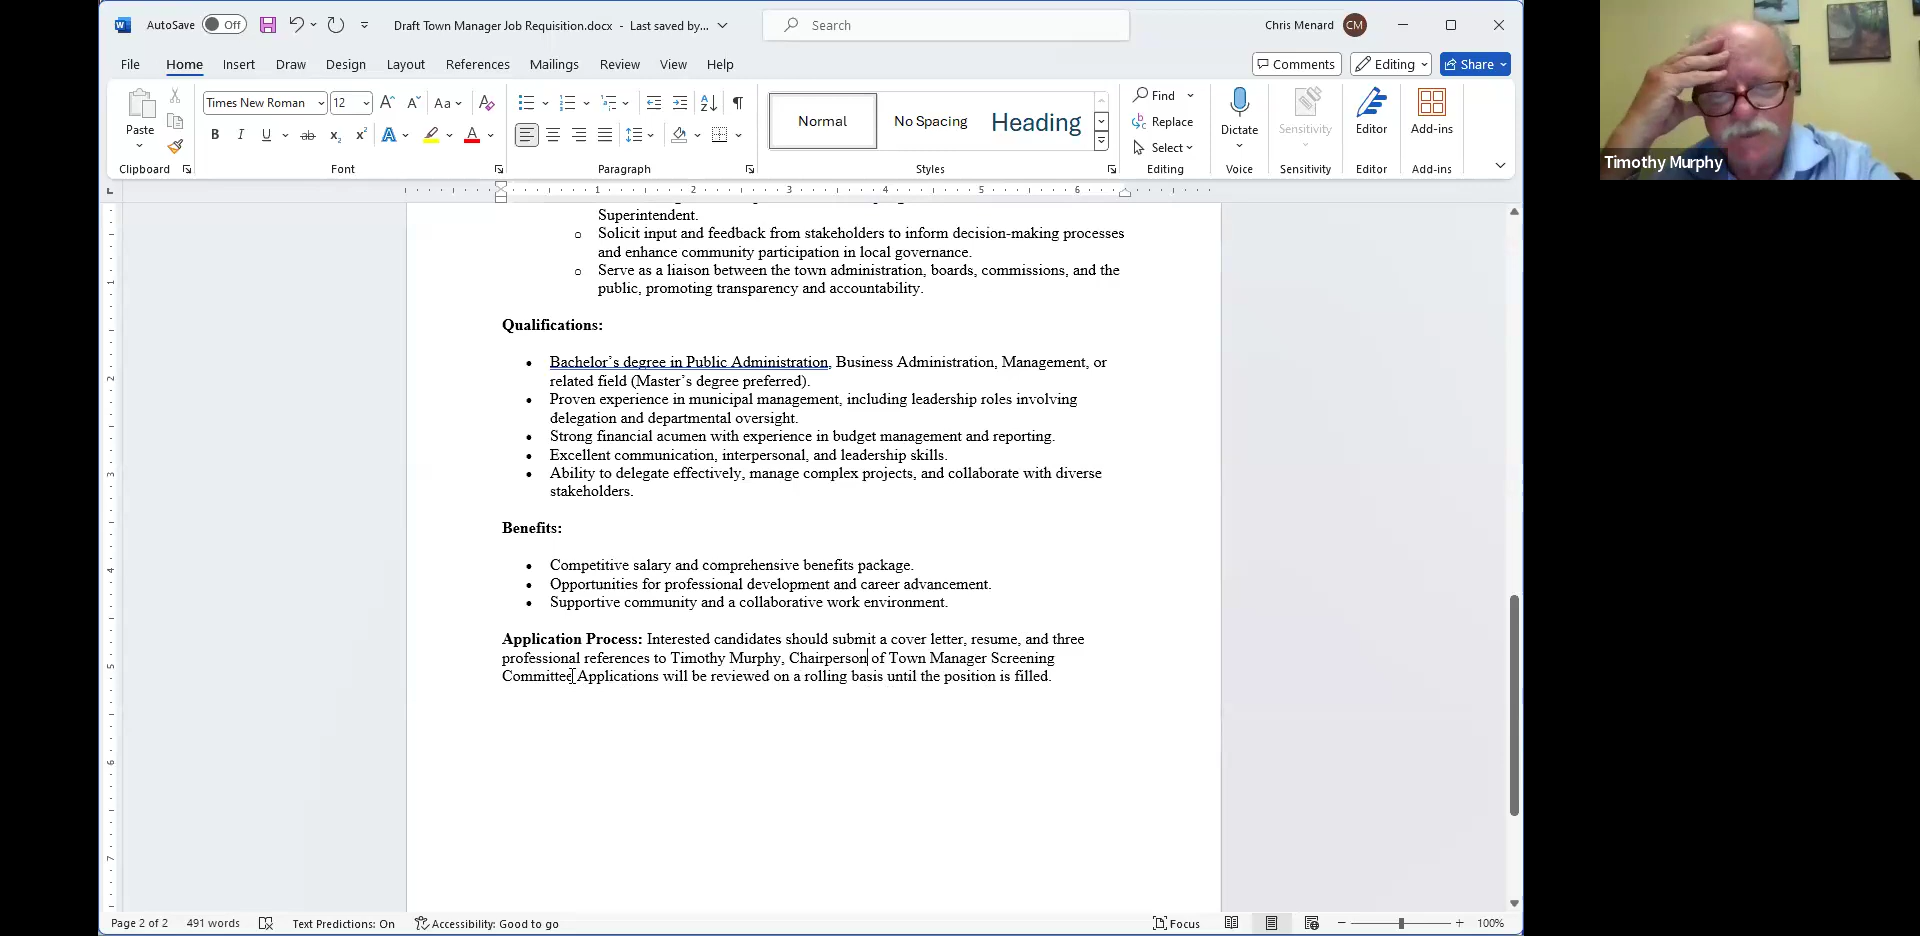 AutoSave Off Draft Town Manager Job Requisition.docx - Last saved by... Search Chris Menard CM
File Home Insert Draw Design Layout References Mailings Review View Help Comments Editing Share
Paste Times New Roman 12 Aa Normal No Spacing Heading Find Replace Select Dictate Sensitivity Editor Add-ins
Clipboard Font Paragraph Styles Editing Voice Sensitivity Editor Add-ins
Superintendent.
o Solicit input and feedback from stakeholders to inform decision-making processes
and enhance community participation in local governance.
o Serve as a liaison between the town administration, boards, commissions, and the
public, promoting transparency and accountability.
Qualifications:
• Bachelor’s degree in Public Administration, Business Administration, Management, or
related field (Master’s degree preferred).
• Proven experience in municipal management, including leadership roles involving
delegation and departmental oversight.
• Strong financial acumen with experience in budget management and reporting.
• Excellent communication, interpersonal, and leadership skills.
• Ability to delegate effectively, manage complex projects, and collaborate with diverse
stakeholders.
Benefits:
• Competitive salary and comprehensive benefits package.
• Opportunities for professional development and career advancement.
• Supportive community and a collaborative work environment.
Application Process: Interested candidates should submit a cover letter, resume, and three
professional references to Timothy Murphy, Chairperson of Town Manager Screening
Committee Applications will be reviewed on a rolling basis until the position is filled.
Page 2 of 2 491 words Text Predictions: On Accessibility: Good to go Focus 100%
Timothy Murphy